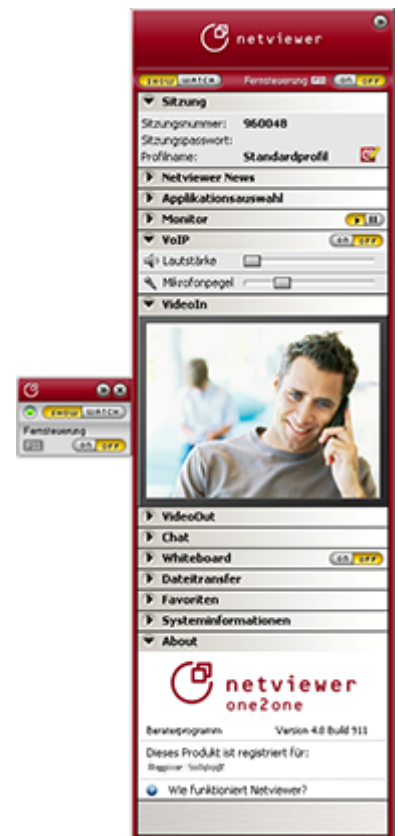 netviewer
SHOW WATCH Fernsteuerung F11 on OFF
Sitzung
Sitzungsnummer: 960048
Sitzungspasswort:
Profilname: Standardprofil
Netviewer News
Applikationsauswahl
Monitor
VoIP on OFF
Lautstärke
Mikrofonpegel
VideoIn
SHOW WATCH
Fernsteuerung
F11 on OFF
VideoOut
Chat
Whiteboard on OFF
Dateitransfer
Favoriten
Systeminformationen
About
netviewer
one2one
Beraterprogramm Version 4.0 Build 911
Dieses Produkt ist registriert für:
Wie funktioniert Netviewer?